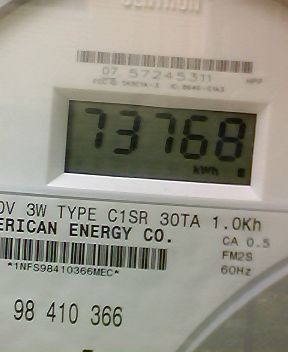 07 57245311
73768
kWh
0V 3W TYPE C1SR 30TA 1.0Kh
ERICAN ENERGY CO.
CA 0.5
FM2S
60Hz
*1NFS98410366MEC*
98 410 366